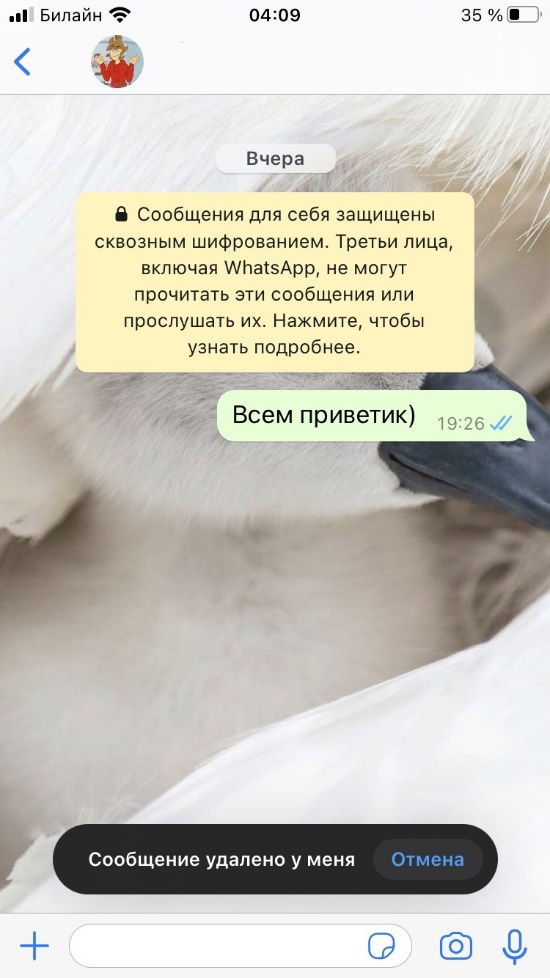 Билайн 04:09 35 %
Вчера
Сообщения для себя защищены
сквозным шифрованием. Третьи лица,
включая WhatsApp, не могут
прочитать эти сообщения или
прослушать их. Нажмите, чтобы
узнать подробнее.
Всем приветик) 19:26
Сообщение удалено у меня Отмена